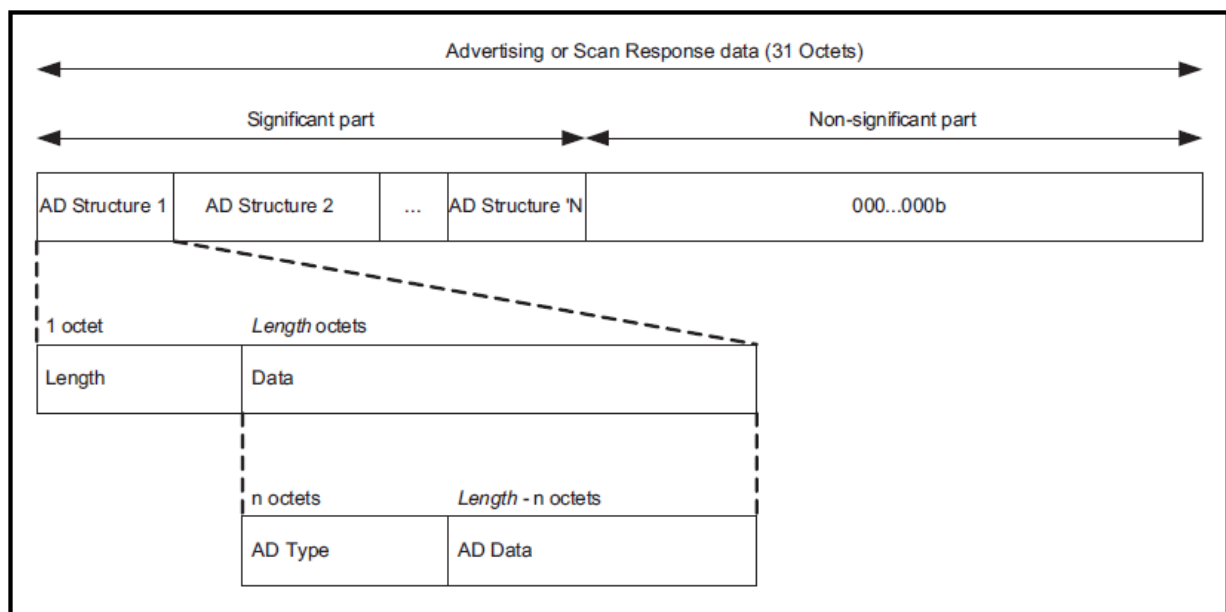 Advertising or Scan Response data (31 Octets)
Significant part
Non-significant part
AD Structure 1
AD Structure 2
...
AD Structure 'N
000...000b
1 octet
Length octets
Length
Data
n octets
Length - n octets
AD Type
AD Data